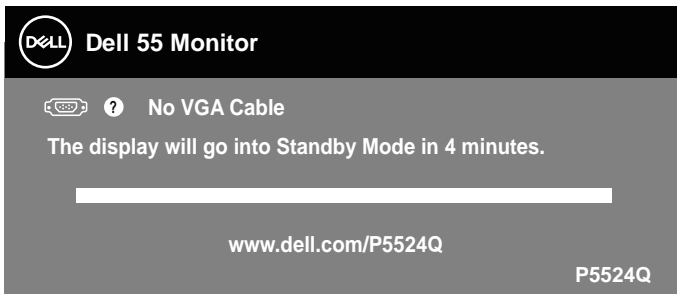 DELL Dell 55 Monitor
? No VGA Cable
The display will go into Standby Mode in 4 minutes.
www.dell.com/P5524Q
P5524Q